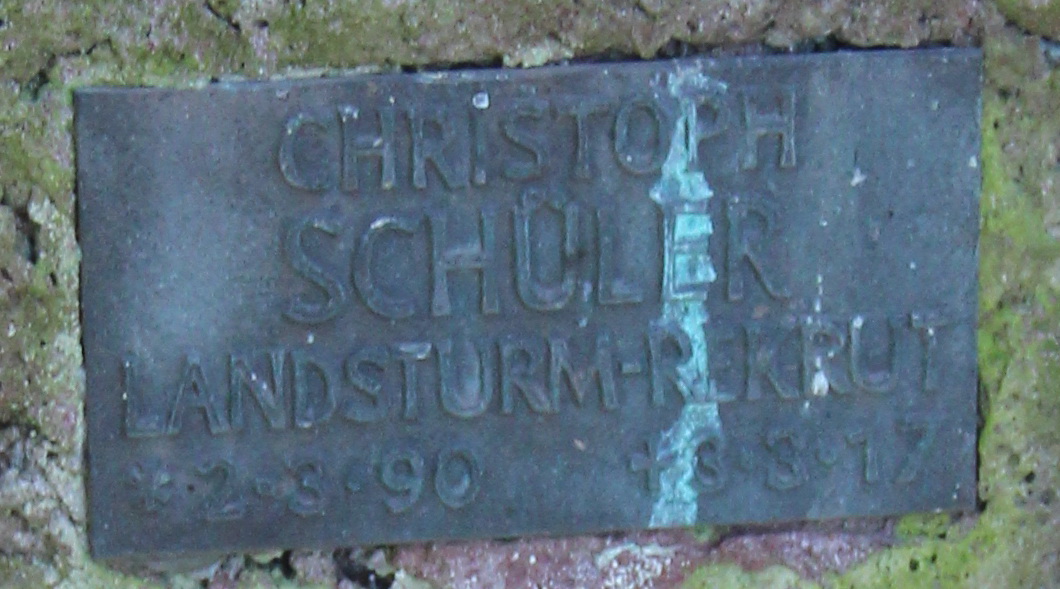 CHRISTOPH
SCHÜLER
LANDSTURM-REKRUT
*2·3·90 †3·3·17